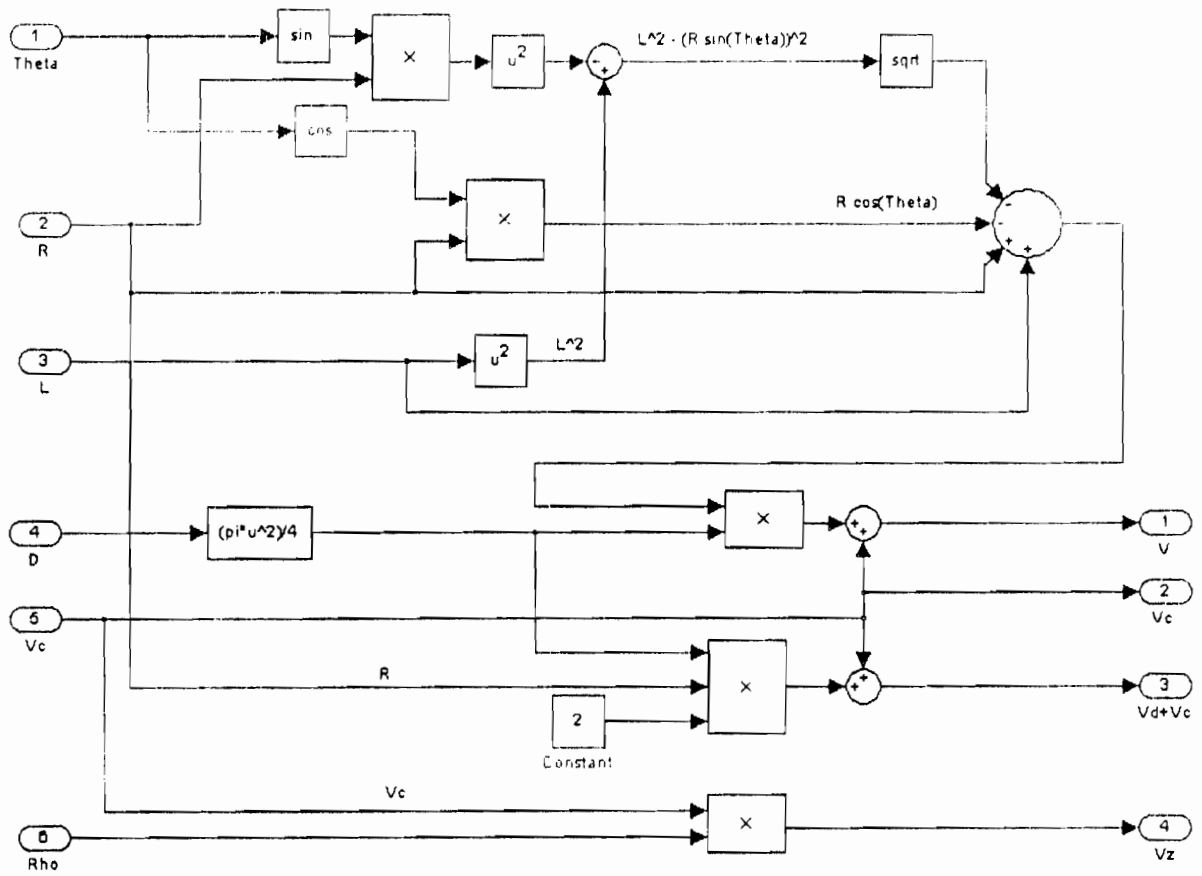 1
Theta
sin
×
u²
-
+
L^2 - (R sin(Theta))^2
sqrt
cos
2
R
×
R cos(Theta)
-
-
+
+
3
L
u²
L^2
4
D
(pi*u^2)/4
×
+
+
1
V
2
Vc
5
Vc
R
×
+
+
3
Vd+Vc
2
Constant
Vc
×
6
Rho
4
Vz